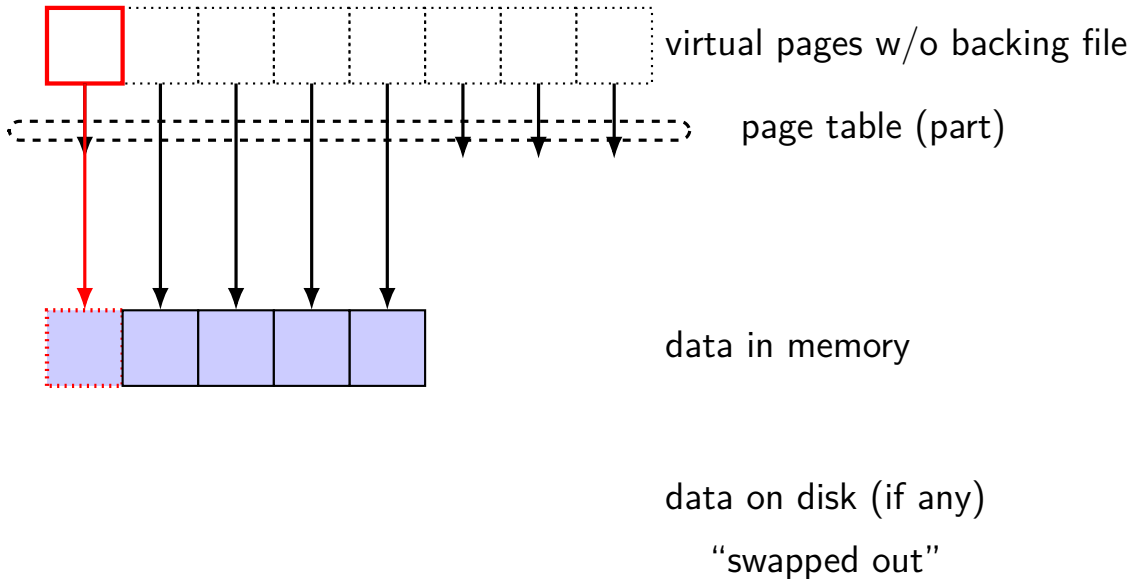 virtual pages w/o backing file
page table (part)
data in memory
data on disk (if any)
“swapped out”